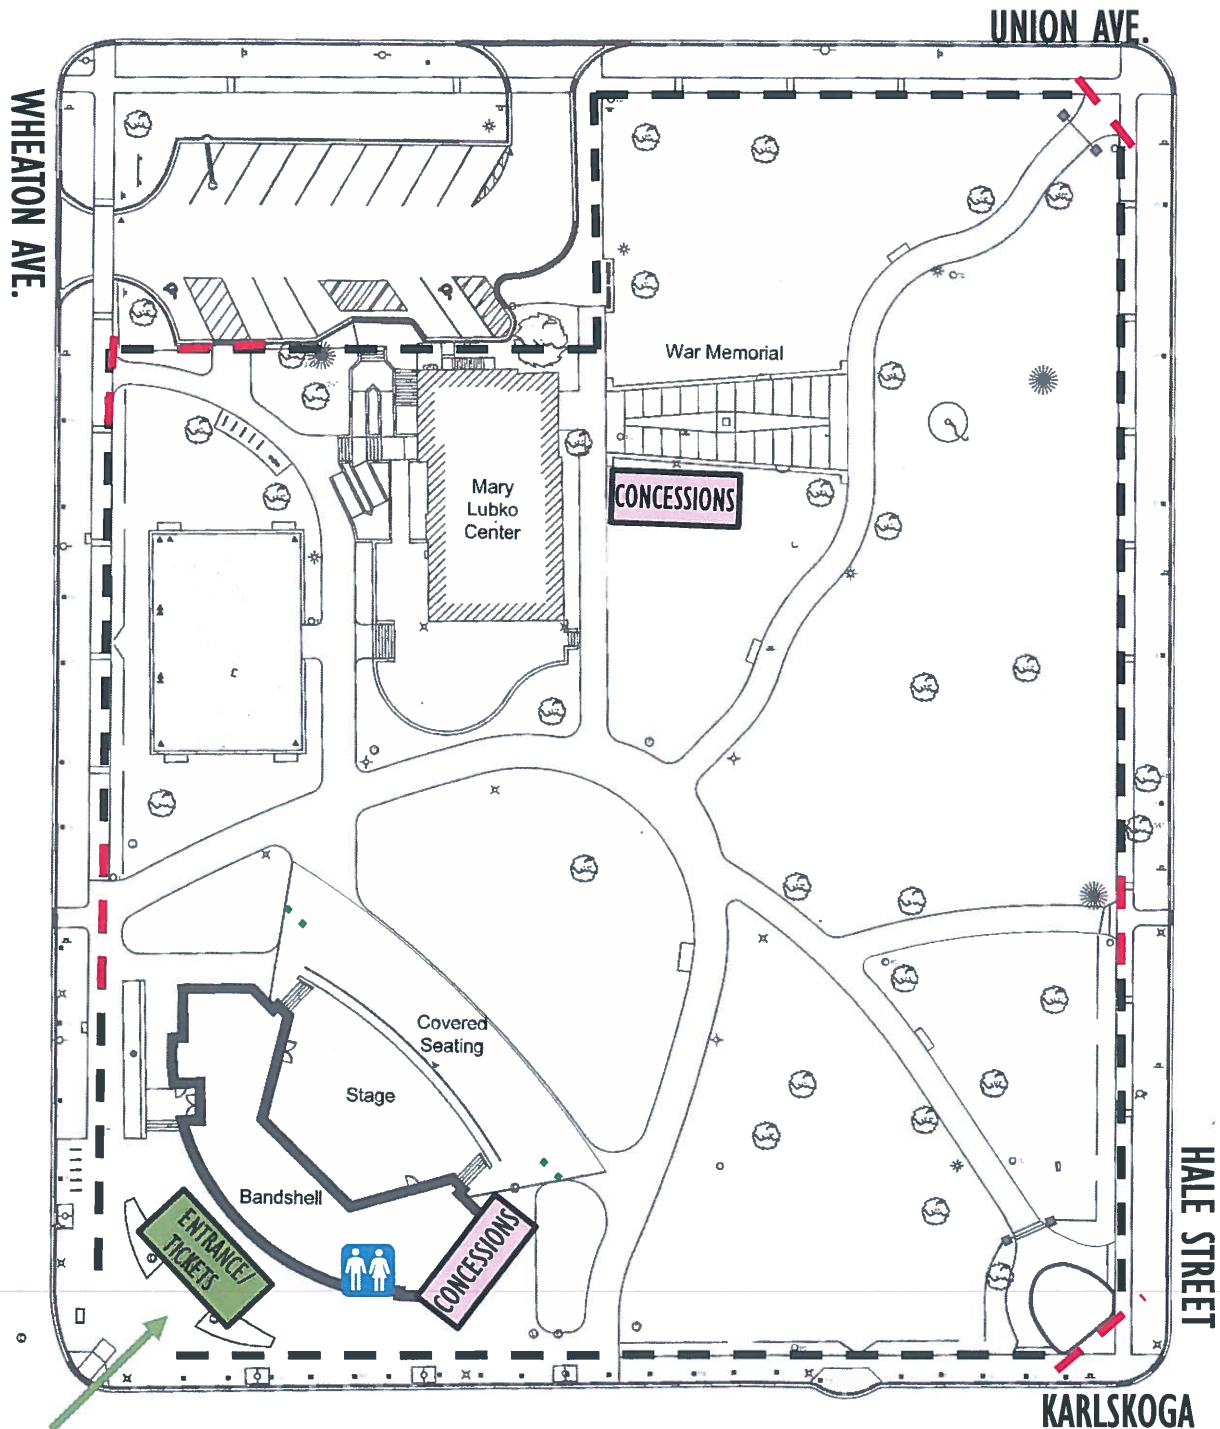 UNION AVE.
WHEATON AVE.
War Memorial
CONCESSIONS
Mary
Lubko
Center
Covered
Seating
Stage
Bandshell
ENTRANCE/
TICKETS
CONCESSIONS
HALE STREET
KARLSKOGA